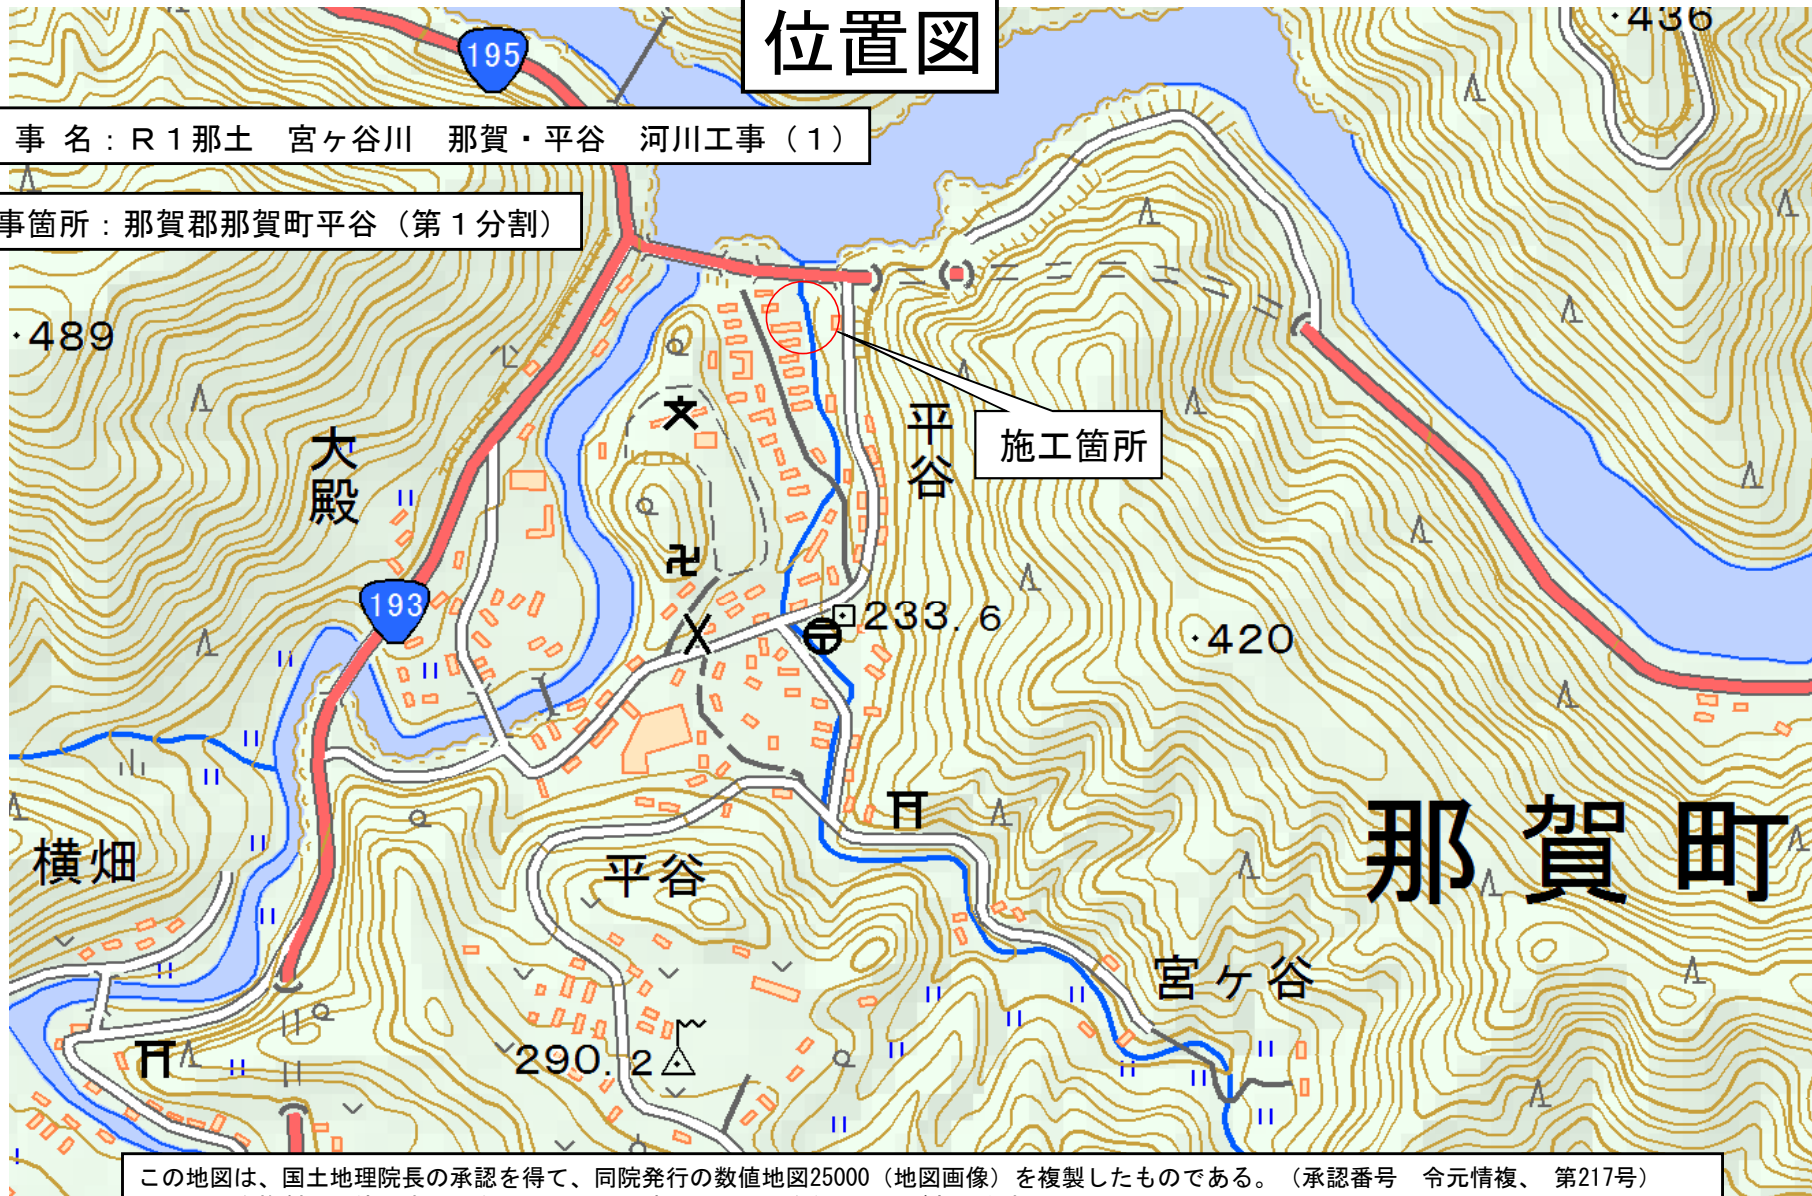 位置図
436
195
事 名：Ｒ１那土　宮ヶ谷川　那賀・平谷　河川工事（１）
事箇所：那賀郡那賀町平谷（第１分割）
489
大殿
平谷
施工箇所
193
233.6
420
横畑
平谷
那賀町
宮ヶ谷
290.2
この地図は、国土地理院長の承認を得て、同院発行の数値地図25000（地図画像）を複製したものである。（承認番号　令元情複、　第217号）